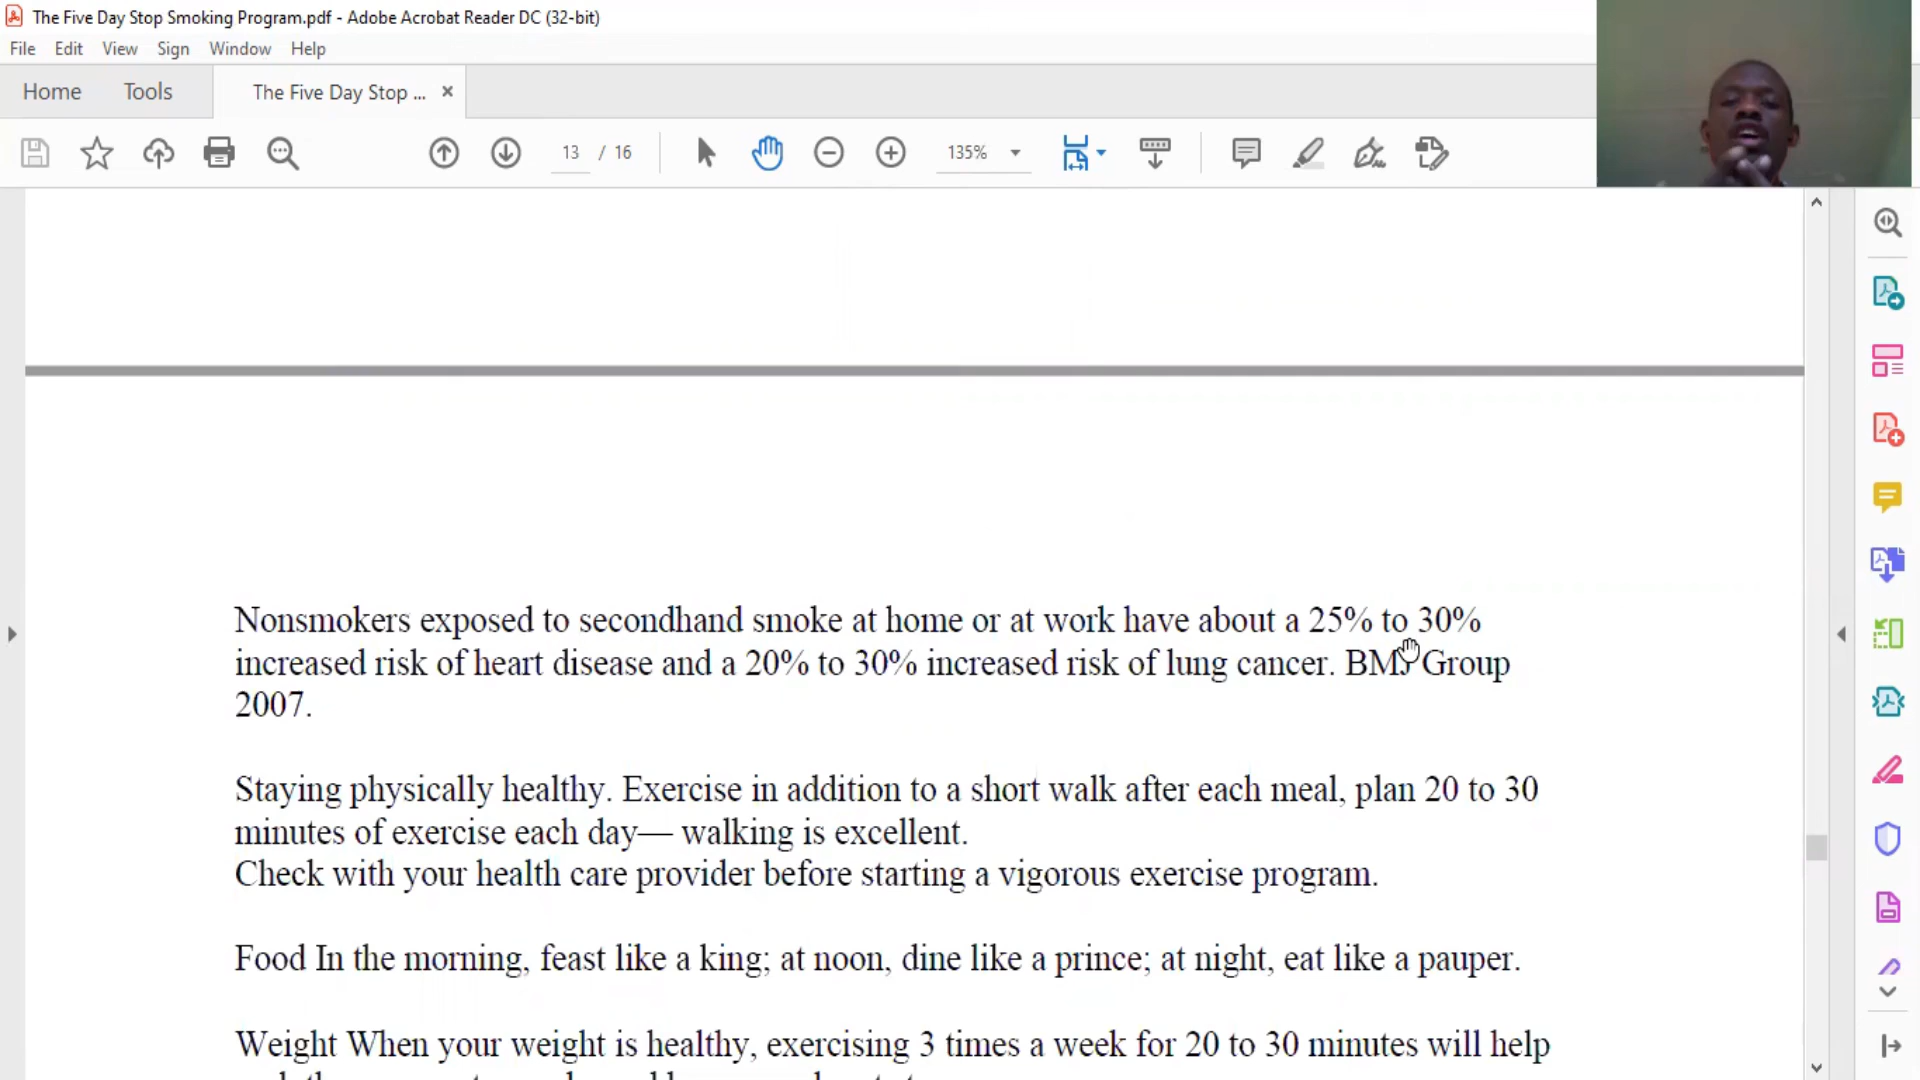 The Five Day Stop Smoking Program.pdf - Adobe Acrobat Reader DC (32-bit)
File Edit View Sign Window Help
Home Tools The Five Day Stop ... ×
13 / 16 135%
Nonsmokers exposed to secondhand smoke at home or at work have about a 25% to 30%
increased risk of heart disease and a 20% to 30% increased risk of lung cancer. BMJ Group
2007.
Staying physically healthy. Exercise in addition to a short walk after each meal, plan 20 to 30
minutes of exercise each day— walking is excellent.
Check with your health care provider before starting a vigorous exercise program.
Food In the morning, feast like a king; at noon, dine like a prince; at night, eat like a pauper.
Weight When your weight is healthy, exercising 3 times a week for 20 to 30 minutes will help